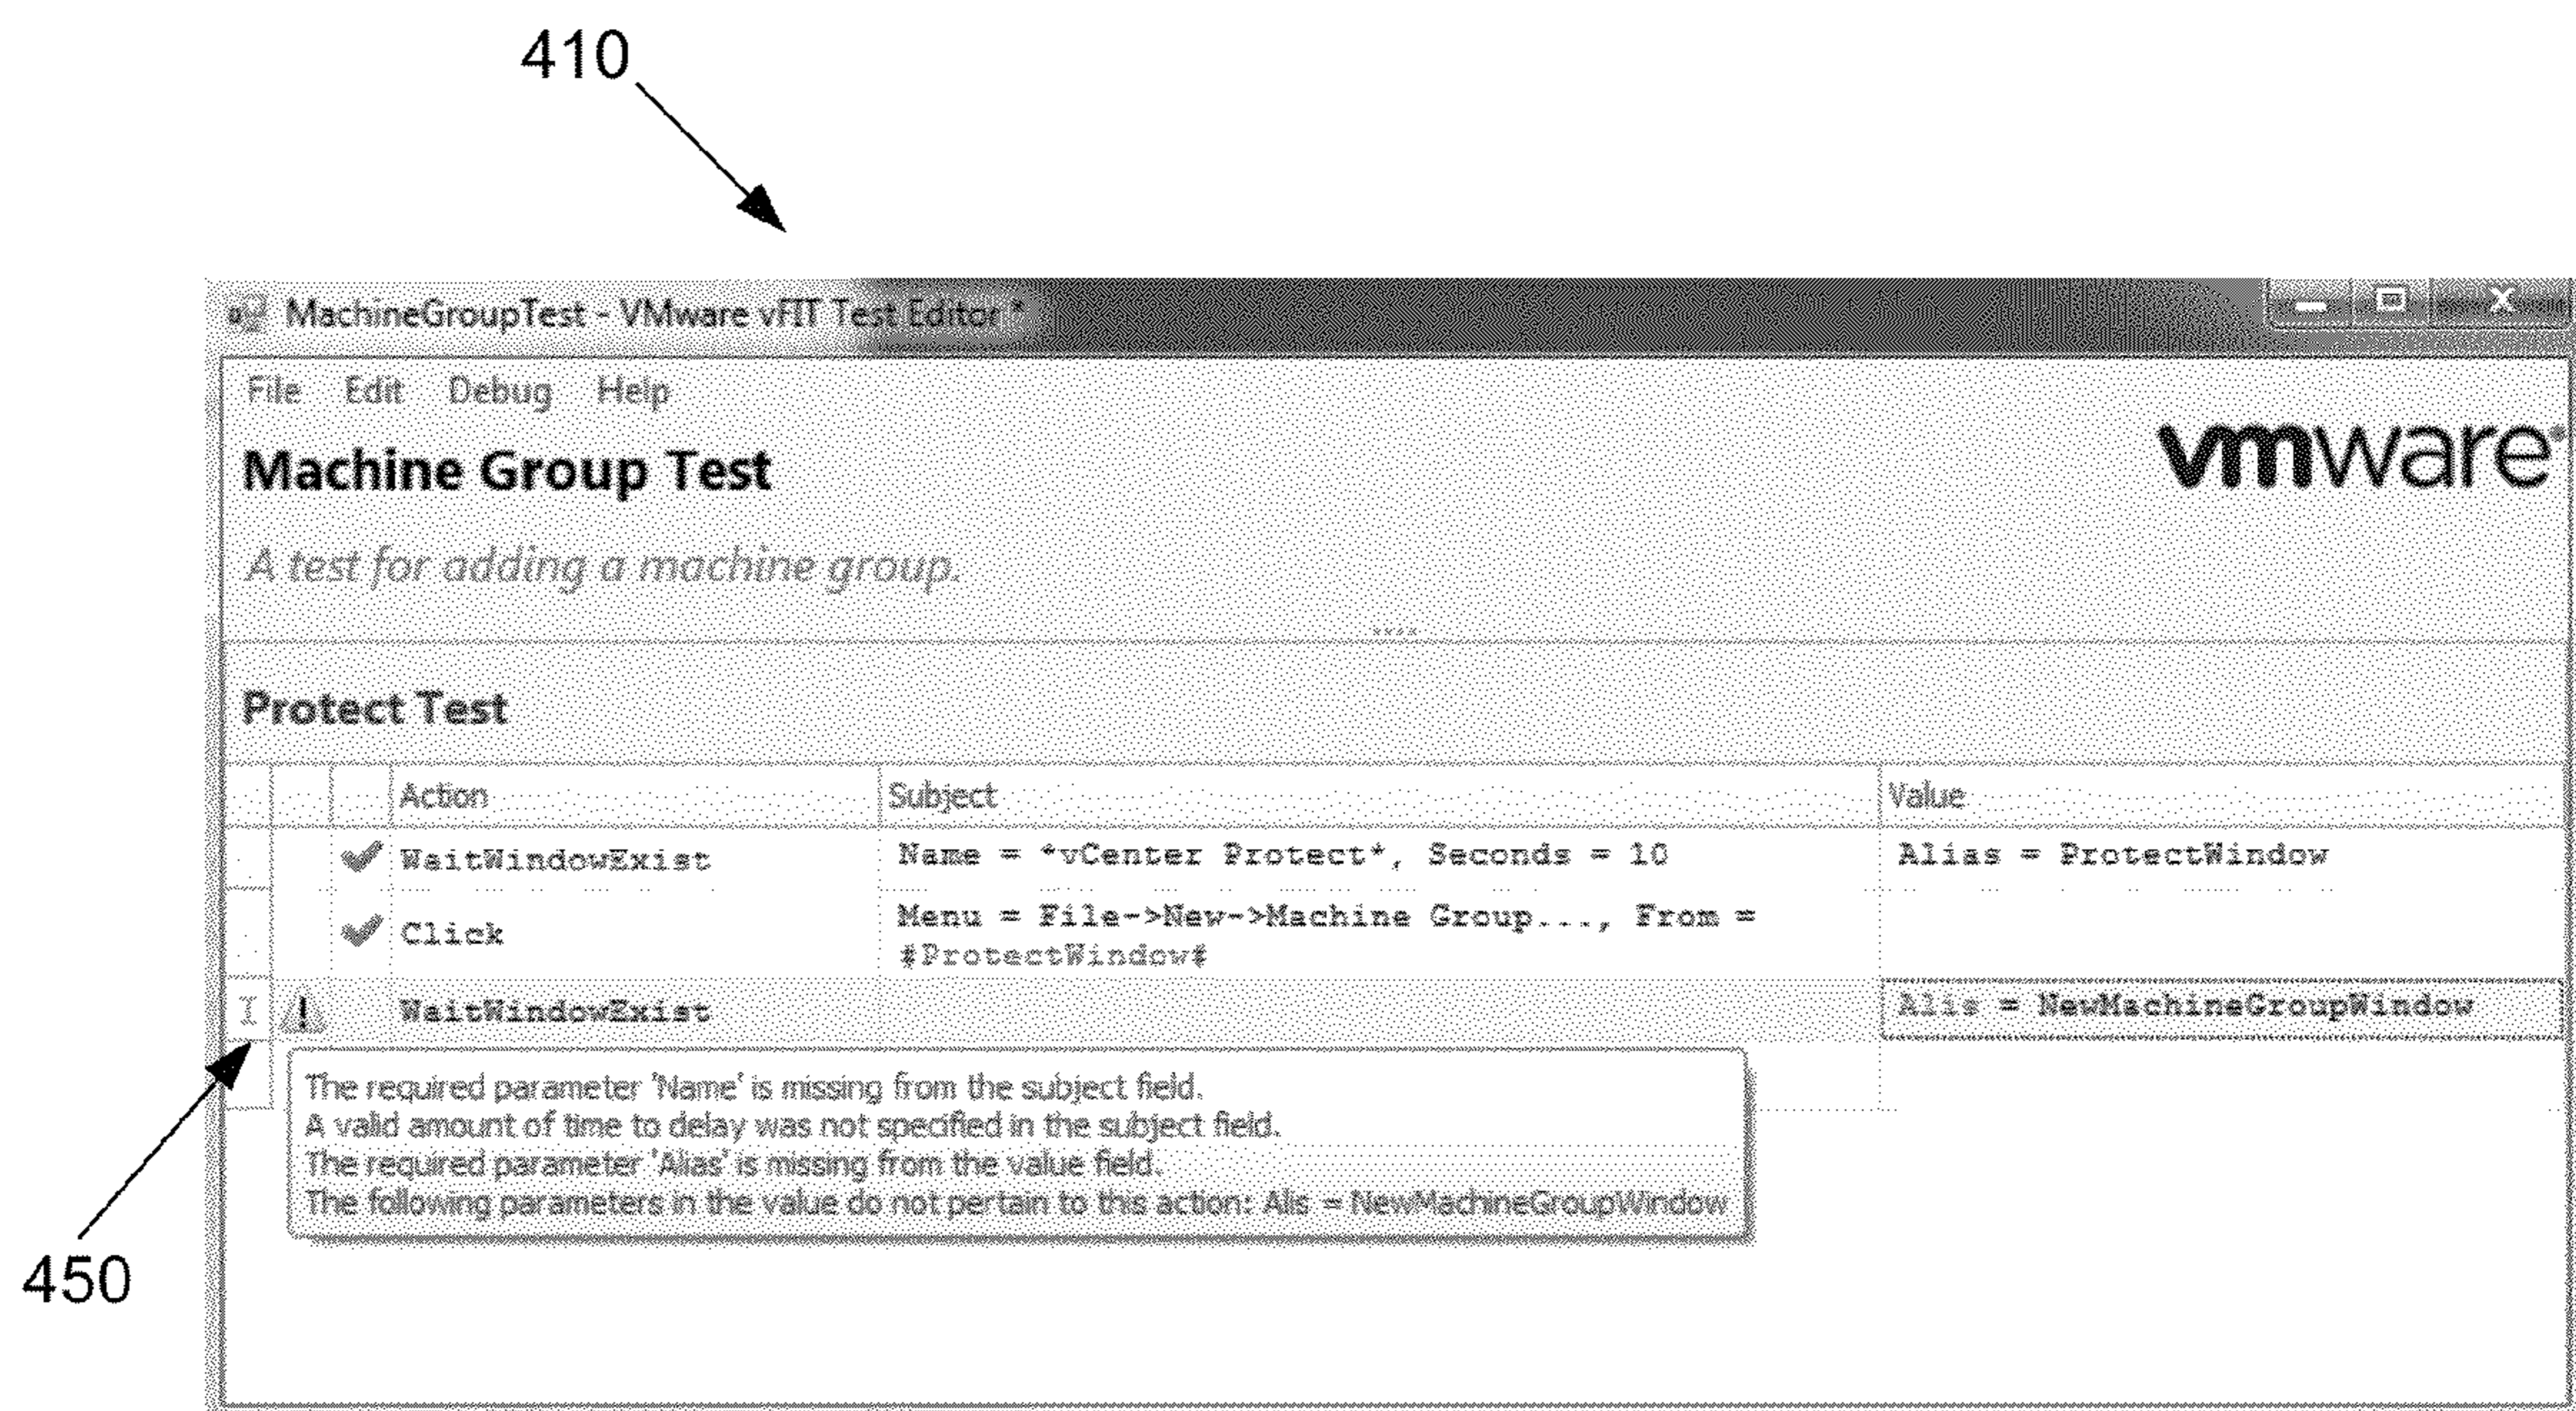 410
MachineGroupTest - VMware vFIT Test Editor *
File Edit Debug Help
Machine Group Test
vmware®
A test for adding a machine group.
Protect Test
Action Subject Value
WaitWindowExist Name = *vCenter Protect*, Seconds = 10 Alias = ProtectWindow
Click Menu = File->New->Machine Group..., From =
#ProtectWindow#
WaitWindowExist Alis = NewMachineGroupWindow
The required parameter 'Name' is missing from the subject field.
A valid amount of time to delay was not specified in the subject field.
The required parameter 'Alias' is missing from the value field.
The following parameters in the value do not pertain to this action: Alis = NewMachineGroupWindow
450